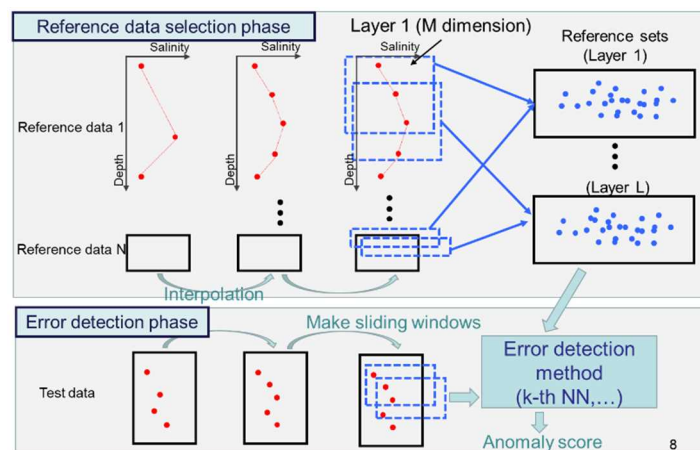 Reference data selection phase
Layer 1 (M dimension)
Reference sets
(Layer 1)
Salinity
Salinity
Salinity
Reference data 1
Depth
Depth
Depth
(Layer L)
Reference data N
Interpolation
Error detection phase
Make sliding windows
Test data
Error detection
method
(k-th NN,...)
Anomaly score
8